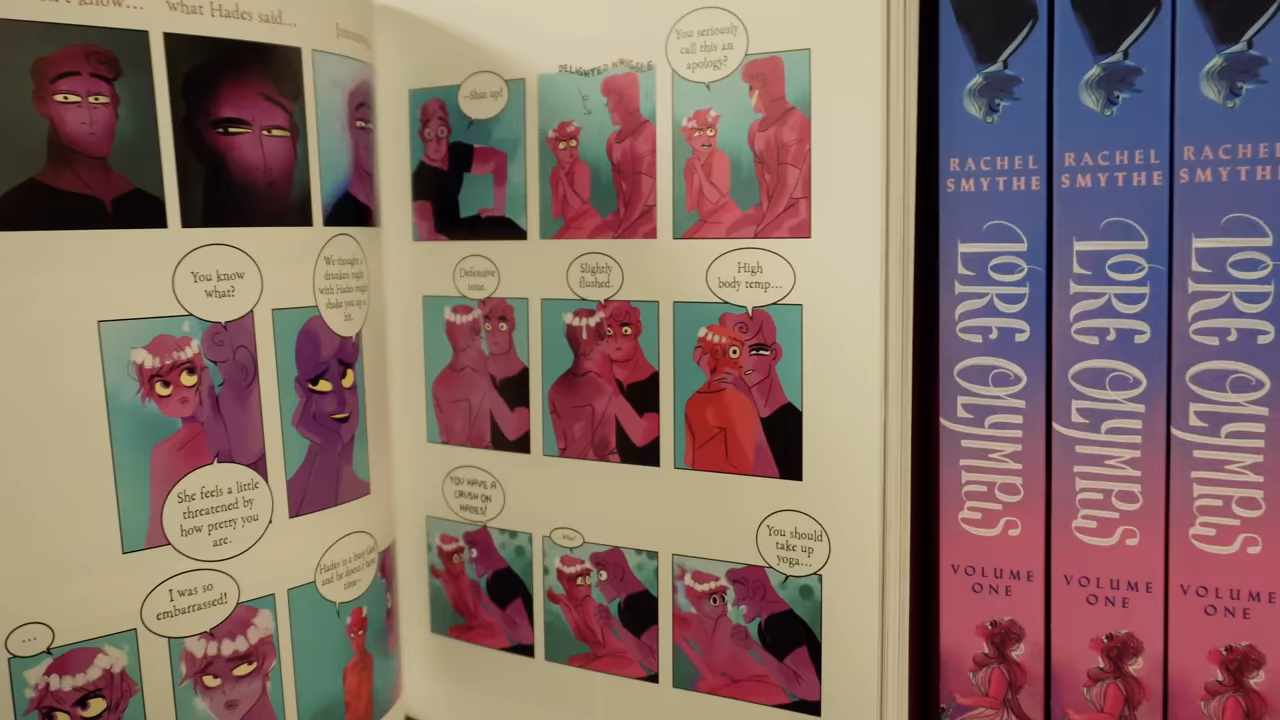 know...
what Hades said...
You know
what?
We thought a
drunken night
with Hades might
shake you up a
bit.
She feels a little
threatened by
how pretty you
are.
...
I was so
embarrassed!
Hades is a busy God
and he doesn't have
time--
—Shut up!
DELIGHTED WRIGGLE
You seriously
call this an
apology?
Defensive
tone.
Slightly
flushed.
High
body temp...
YOU HAVE A
CRUSH ON
HADES!
What?
You should
take up
yoga...
RACHEL
SMYTHE
LORE OLYMPUS
VOLUME
ONE
RACHEL
SMYTHE
LORE OLYMPUS
VOLUME
ONE
RACHEL
SMYTHE
LORE OLYMPUS
VOLUME
ONE